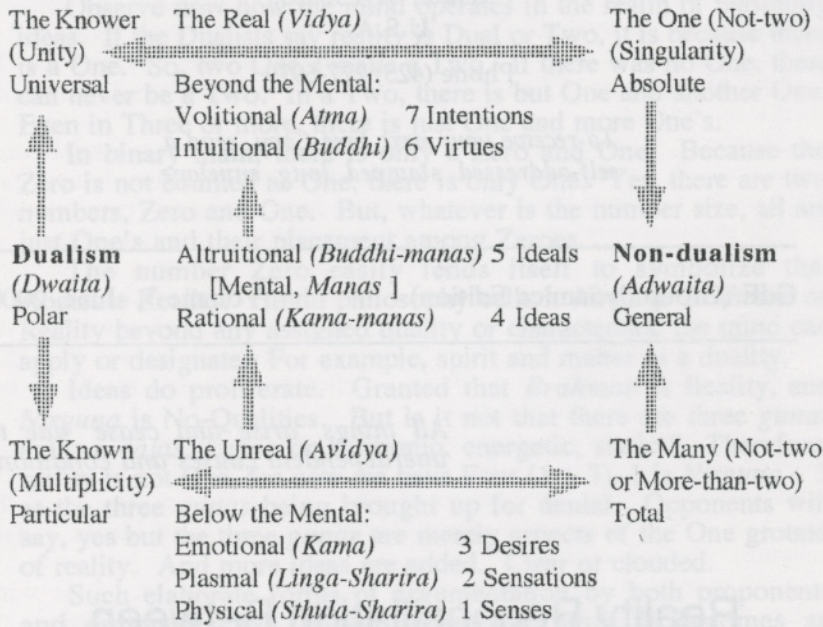 The Knower The Real (Vidya) The One (Not-two)
(Unity) (Singularity)
Universal Beyond the Mental: Absolute
Volitional (Atma) 7 Intentions
Intuitional (Buddhi) 6 Virtues
Dualism Altruitional (Buddhi-manas) 5 Ideals Non-dualism
(Dwaita) [Mental, Manas ] (Adwaita)
Polar Rational (Kama-manas) 4 Ideas General
The Known The Unreal (Avidya) The Many (Not-two
(Multiplicity) or More-than-two)
Particular Below the Mental: Total
Emotional (Kama) 3 Desires
Plasmal (Linga-Sharira) 2 Sensations
Physical (Sthula-Sharira) 1 Senses